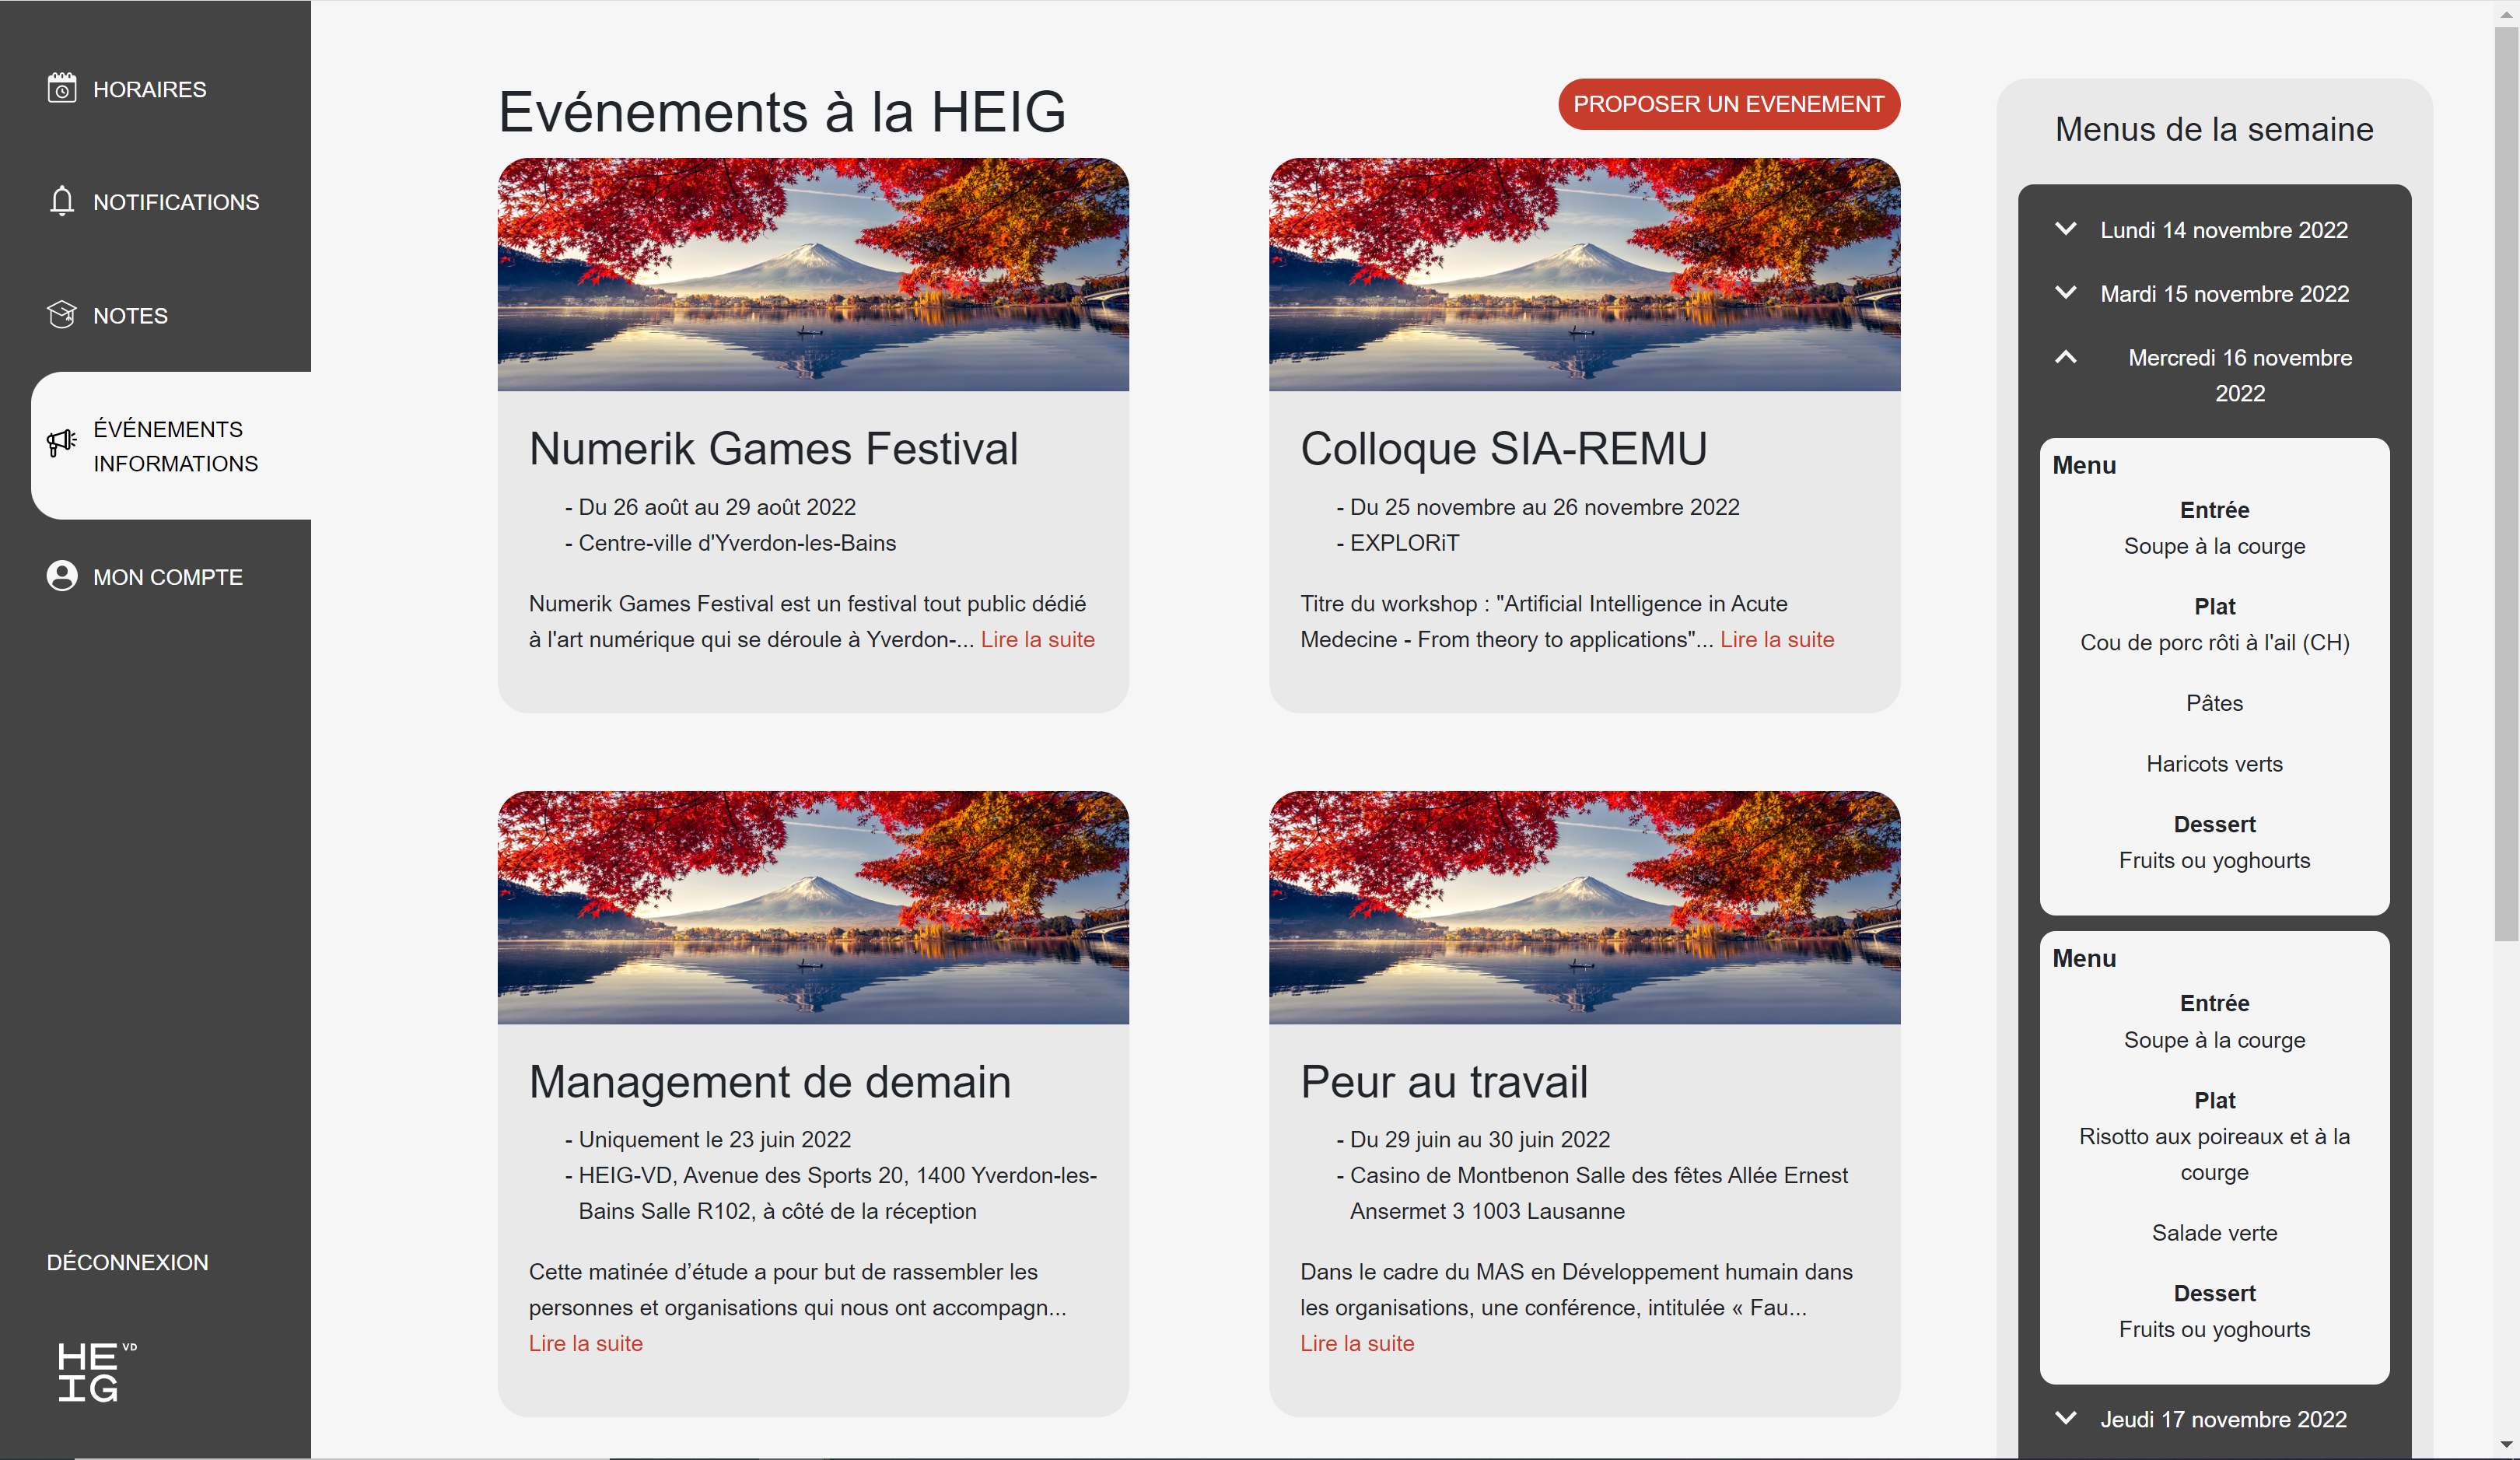 HORAIRES
NOTIFICATIONS
NOTES
ÉVÉNEMENTS
INFORMATIONS
MON COMPTE
DÉCONNEXION
HE VD
IG
Evénements à la HEIG
PROPOSER UN EVENEMENT
Numerik Games Festival
- Du 26 août au 29 août 2022
- Centre-ville d'Yverdon-les-Bains
Numerik Games Festival est un festival tout public dédié
à l'art numérique qui se déroule à Yverdon-... Lire la suite
Colloque SIA-REMU
- Du 25 novembre au 26 novembre 2022
- EXPLORiT
Titre du workshop : "Artificial Intelligence in Acute
Medecine - From theory to applications"... Lire la suite
Management de demain
- Uniquement le 23 juin 2022
- HEIG-VD, Avenue des Sports 20, 1400 Yverdon-les-
Bains Salle R102, à côté de la réception
Cette matinée d’étude a pour but de rassembler les
personnes et organisations qui nous ont accompagn...
Lire la suite
Peur au travail
- Du 29 juin au 30 juin 2022
- Casino de Montbenon Salle des fêtes Allée Ernest
Ansermet 3 1003 Lausanne
Dans le cadre du MAS en Développement humain dans
les organisations, une conférence, intitulée « Fau...
Lire la suite
Menus de la semaine
Lundi 14 novembre 2022
Mardi 15 novembre 2022
Mercredi 16 novembre
2022
Menu
Entrée
Soupe à la courge
Plat
Cou de porc rôti à l'ail (CH)
Pâtes
Haricots verts
Dessert
Fruits ou yoghourts
Menu
Entrée
Soupe à la courge
Plat
Risotto aux poireaux et à la
courge
Salade verte
Dessert
Fruits ou yoghourts
Jeudi 17 novembre 2022